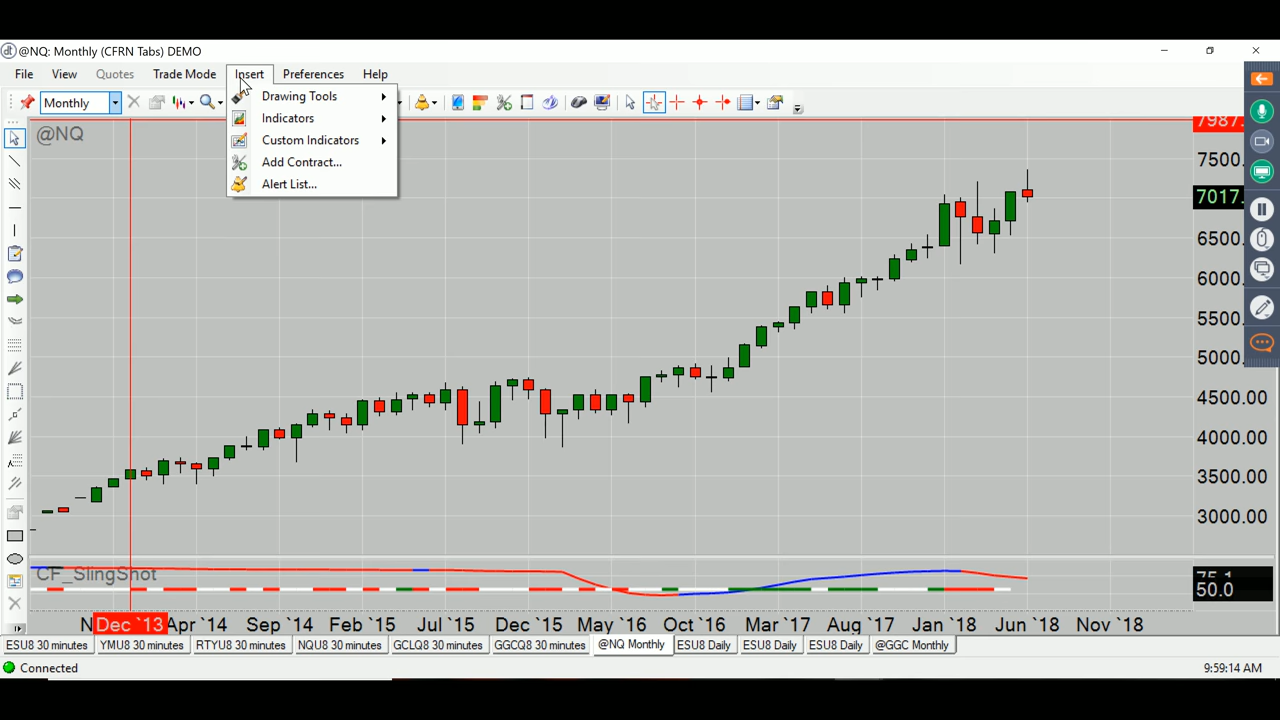 @NQ: Monthly (CFRN Tabs) DEMO
File View Quotes Trade Mode Insert Preferences Help
Monthly
Drawing Tools
Indicators
Custom Indicators
Add Contract...
Alert List...
@NQ
7987.
7500.
7017.
6500.
6000.
5500.
5000.
4500.00
4000.00
3500.00
3000.00
CF_SlingShot
75.1
50.0
N Dec `13 Apr `14 Sep `14 Feb `15 Jul `15 Dec `15 May `16 Oct `16 Mar `17 Aug `17 Jan `18 Jun `18 Nov `18
ESU8 30 minutes YMU8 30 minutes RTYU8 30 minutes NQU8 30 minutes GCLQ8 30 minutes GGCQ8 30 minutes @NQ Monthly ESU8 Daily ESU8 Daily ESU8 Daily @GGC Monthly
Connected 9:59:14 AM